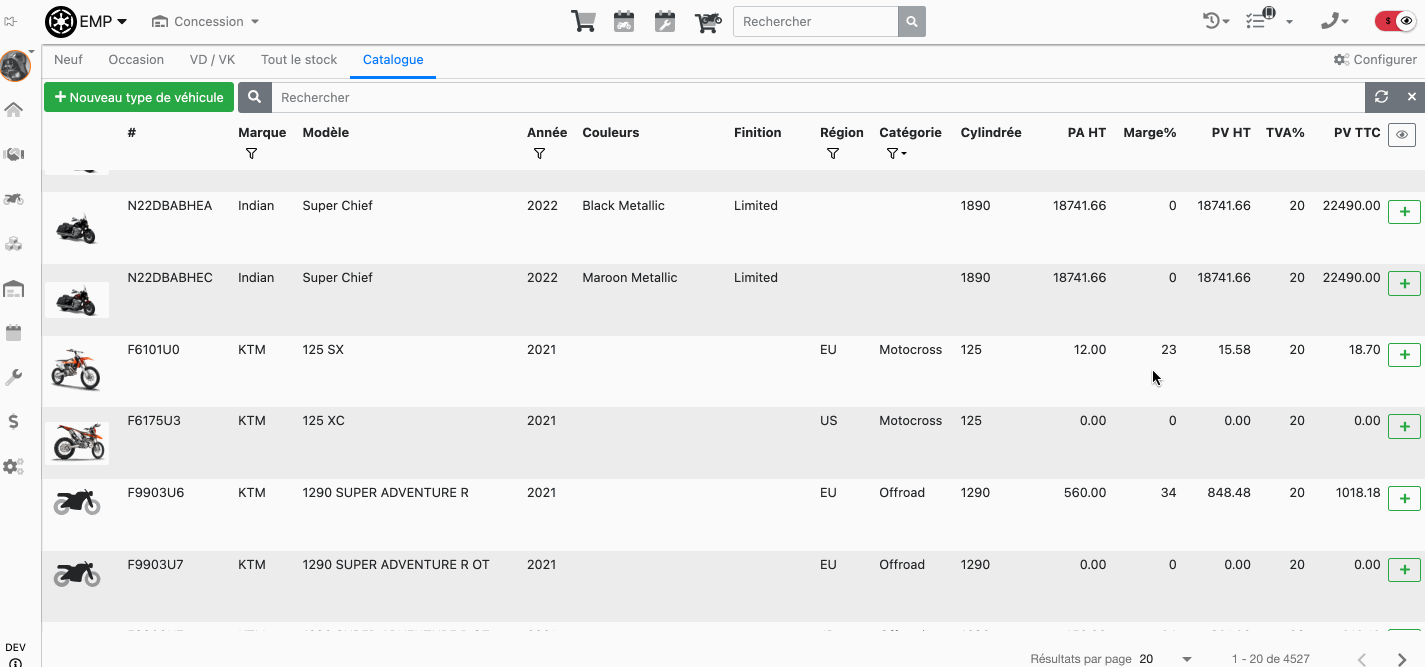 EMP Concession Rechercher $
Neuf Occasion VD / VK Tout le stock Catalogue Configurer
Nouveau type de véhicule Rechercher
# Marque Modèle Année Couleurs Finition Région Catégorie Cylindrée PA HT Marge% PV HT TVA% PV TTC
N22DBABHEA Indian Super Chief 2022 Black Metallic Limited 1890 18741.66 0 18741.66 20 22490.00
N22DBABHEC Indian Super Chief 2022 Maroon Metallic Limited 1890 18741.66 0 18741.66 20 22490.00
F6101U0 KTM 125 SX 2021 EU Motocross 125 12.00 23 15.58 20 18.70
F6175U3 KTM 125 XC 2021 US Motocross 125 0.00 0 0.00 20 0.00
F9903U6 KTM 1290 SUPER ADVENTURE R 2021 EU Offroad 1290 560.00 34 848.48 20 1018.18
F9903U7 KTM 1290 SUPER ADVENTURE R OT 2021 EU Offroad 1290 0.00 0 0.00 20 0.00
DEV
Résultats par page 20 1 - 20 de 4527